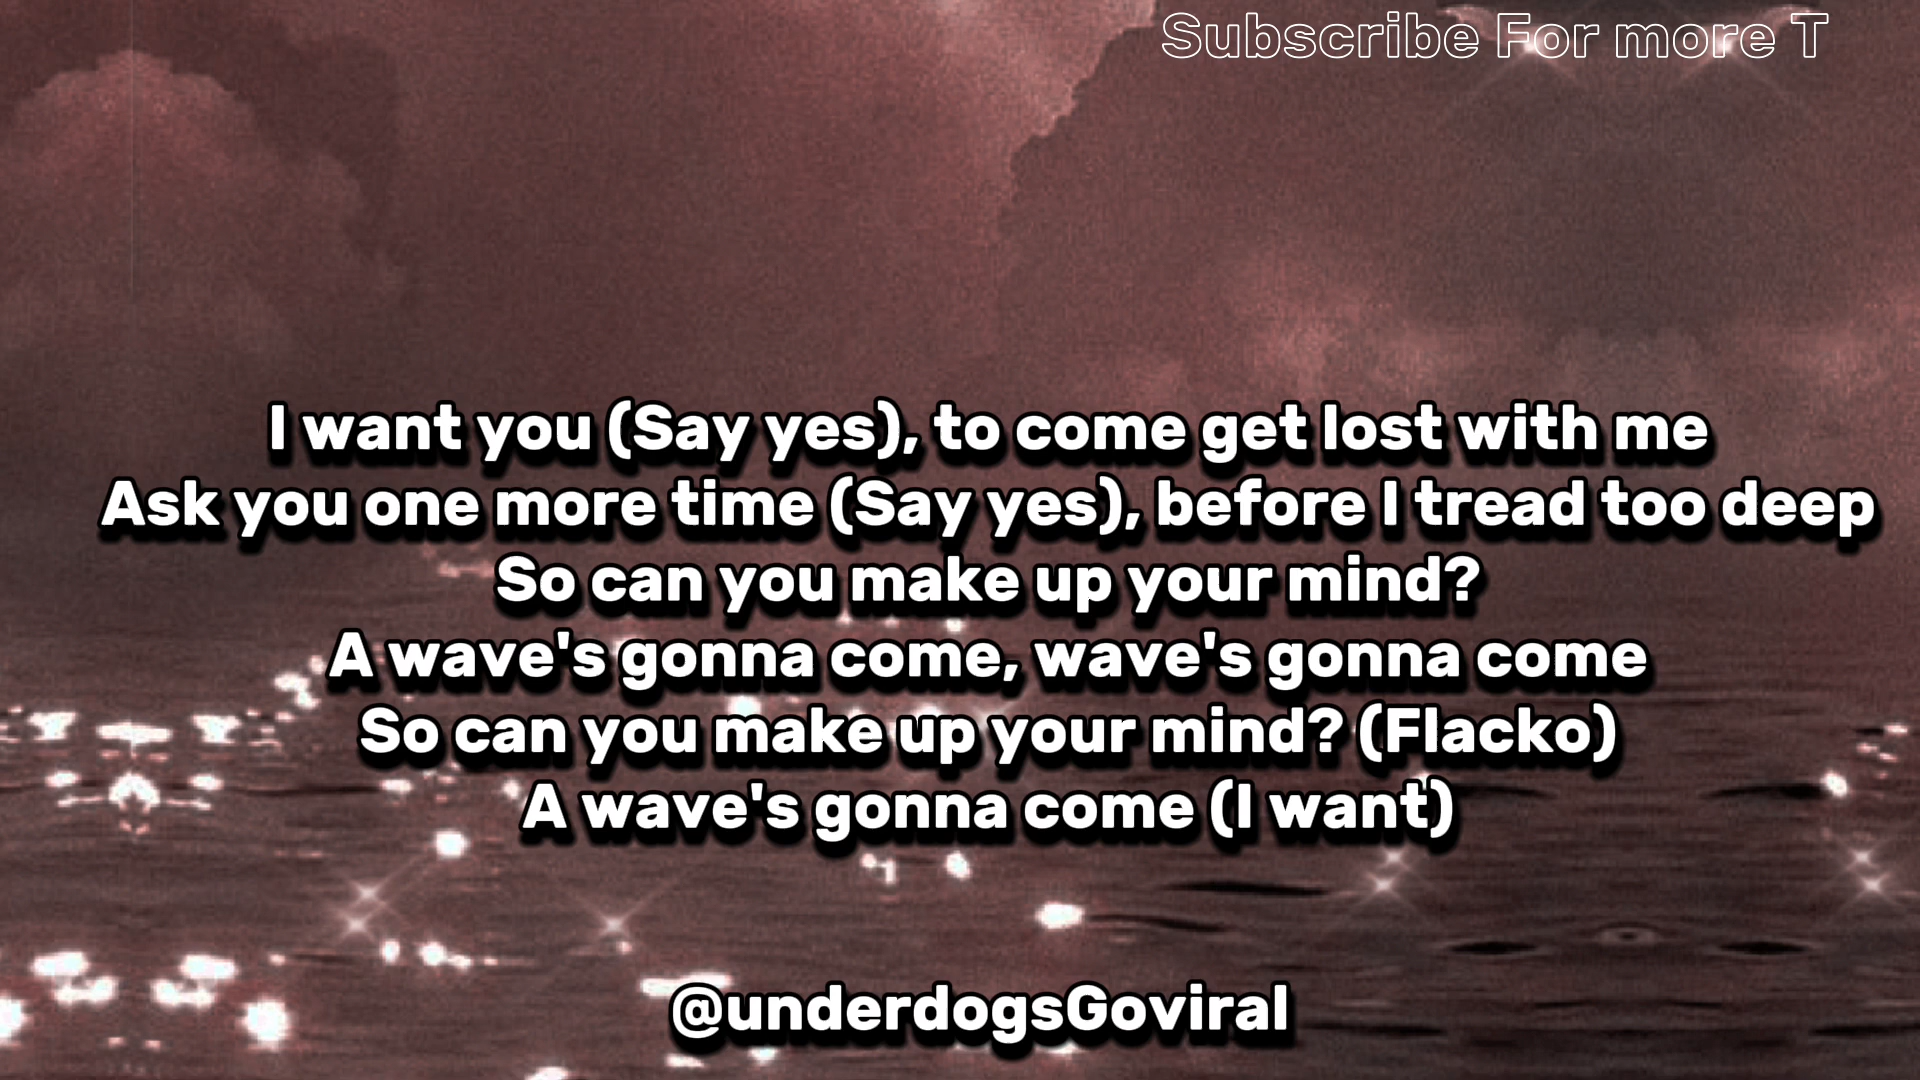 Subscribe For more T
I want you (Say yes), to come get lost with me
Ask you one more time (Say yes), before I tread too deep
So can you make up your mind?
A wave's gonna come, wave's gonna come
So can you make up your mind? (Flacko)
A wave's gonna come (I want)
@underdogsGoviral